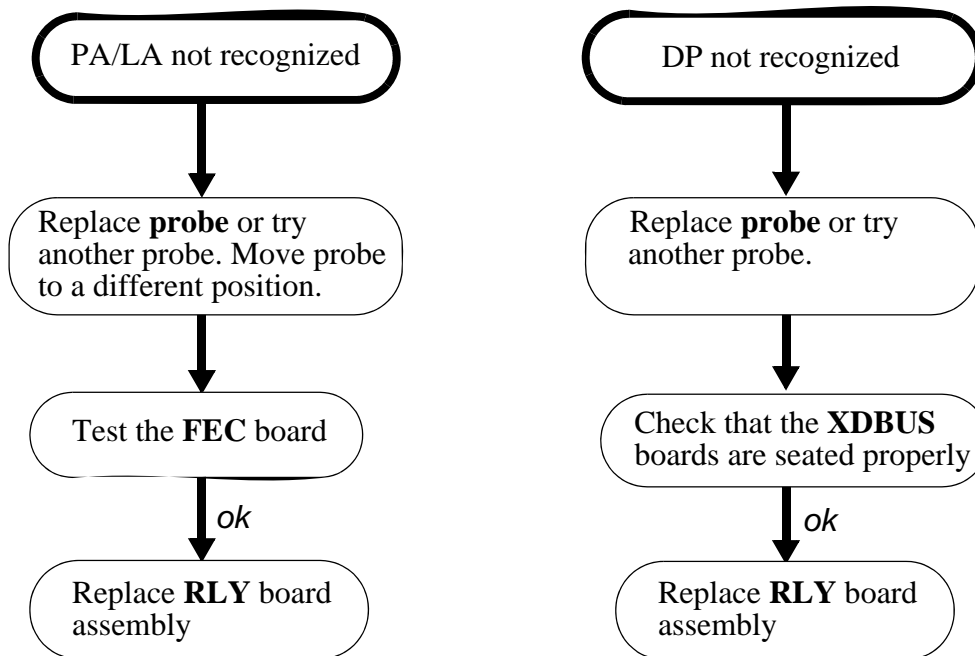 PA/LA not recognized
Replace probe or try
another probe. Move probe
to a different position.
Test the FEC board
ok
Replace RLY board
assembly
DP not recognized
Replace probe or try
another probe.
Check that the XDBUS
boards are seated properly
ok
Replace RLY board
assembly